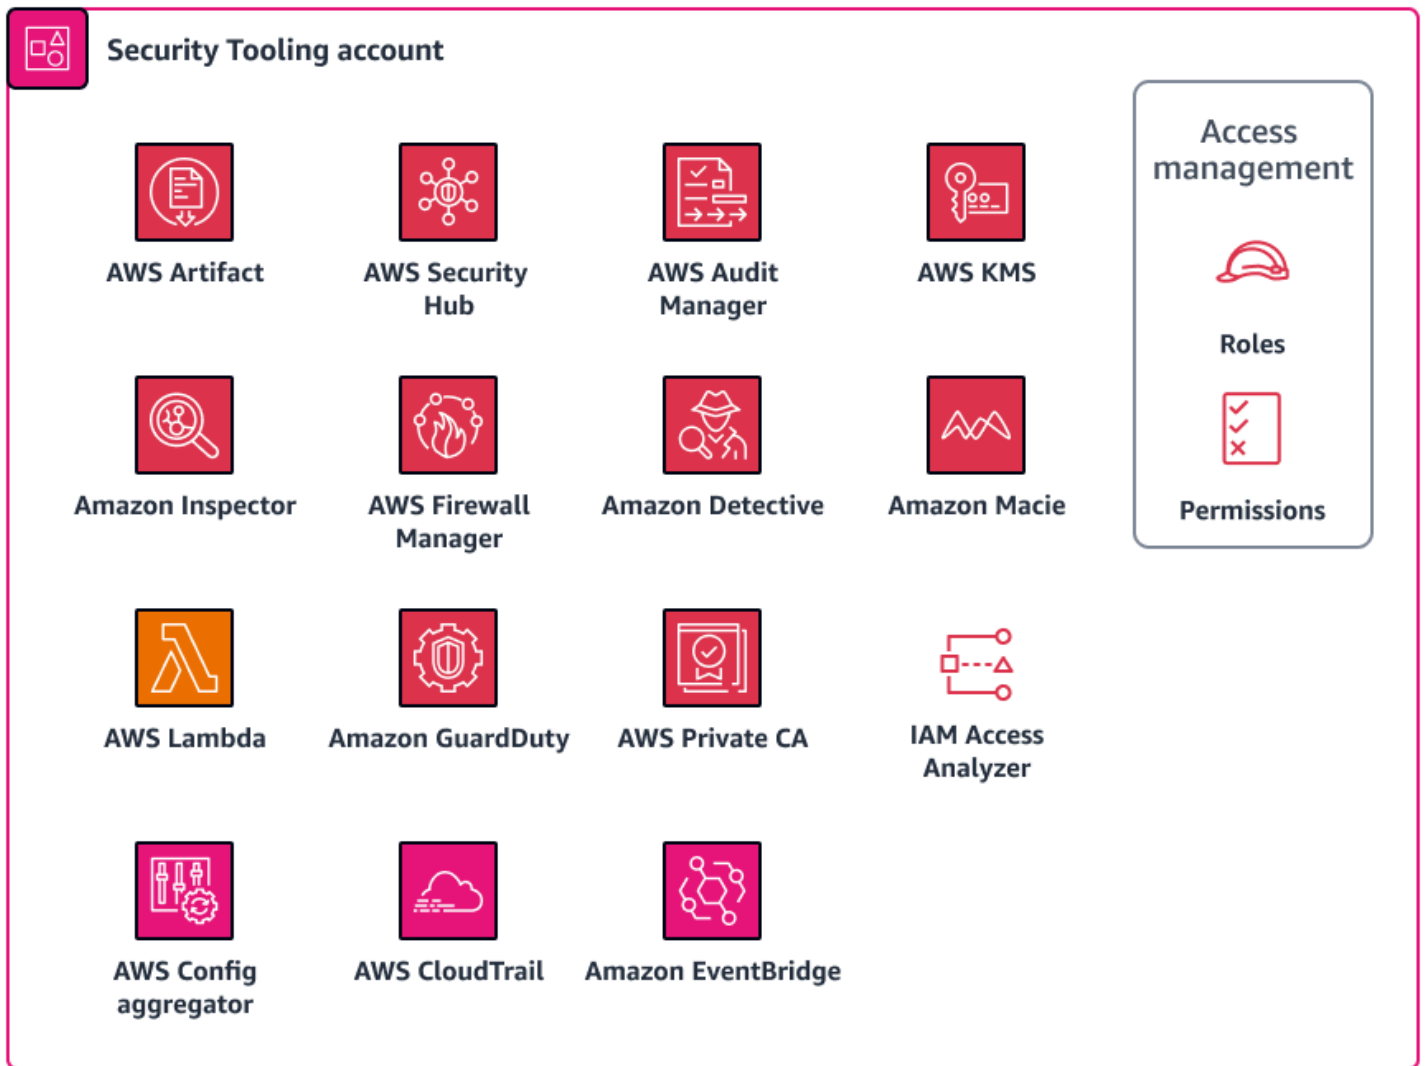 Security Tooling account
Access
management
AWS Artifact
AWS Security
Hub
AWS Audit
Manager
AWS KMS
Roles
Amazon Inspector
AWS Firewall
Manager
Amazon Detective
Amazon Macie
Permissions
AWS Lambda
Amazon GuardDuty
AWS Private CA
IAM Access
Analyzer
AWS Config
aggregator
AWS CloudTrail
Amazon EventBridge